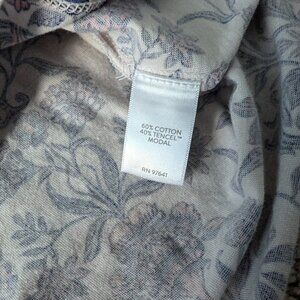 60% COTTON
40% TENCEL™
MODAL
RN 97641